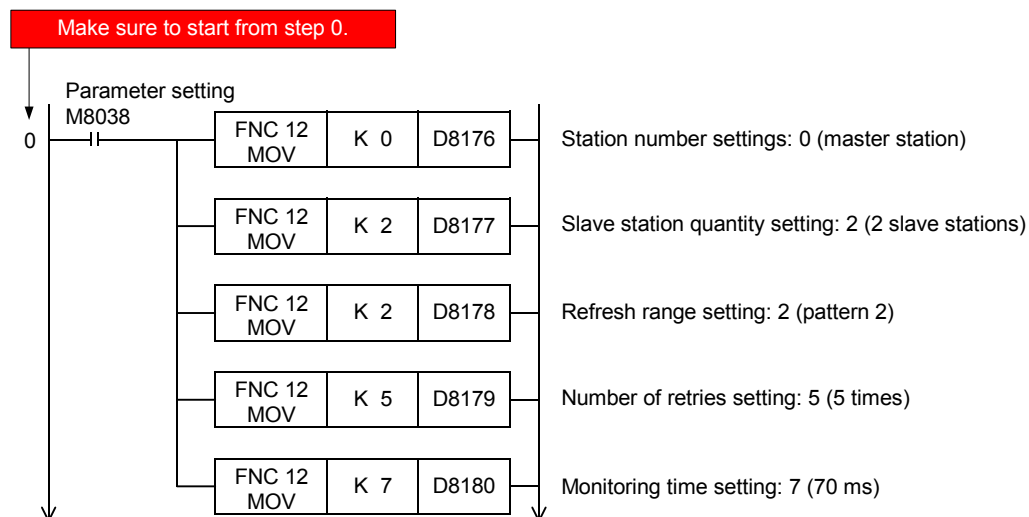 Make sure to start from step 0.
Parameter setting
M8038
0
FNC 12
MOV
K 0
D8176
Station number settings: 0 (master station)
FNC 12
MOV
K 2
D8177
Slave station quantity setting: 2 (2 slave stations)
FNC 12
MOV
K 2
D8178
Refresh range setting: 2 (pattern 2)
FNC 12
MOV
K 5
D8179
Number of retries setting: 5 (5 times)
FNC 12
MOV
K 7
D8180
Monitoring time setting: 7 (70 ms)